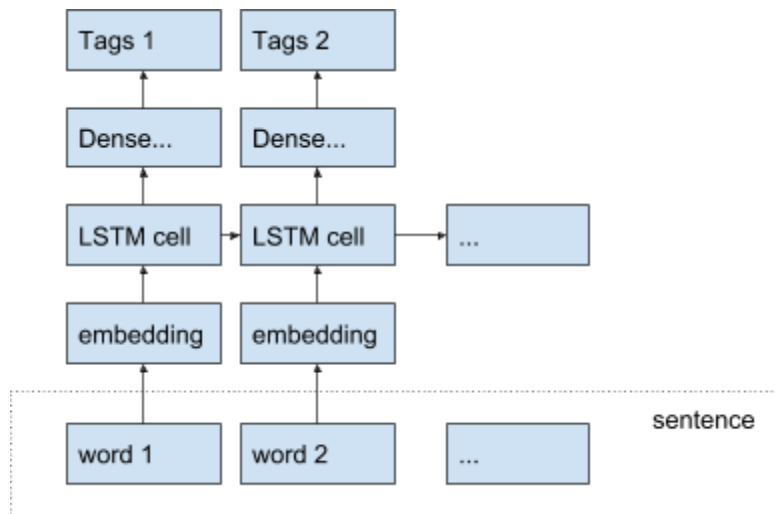 Tags 1
Tags 2
Dense...
Dense...
LSTM cell
LSTM cell
...
embedding
embedding
sentence
word 1
word 2
...